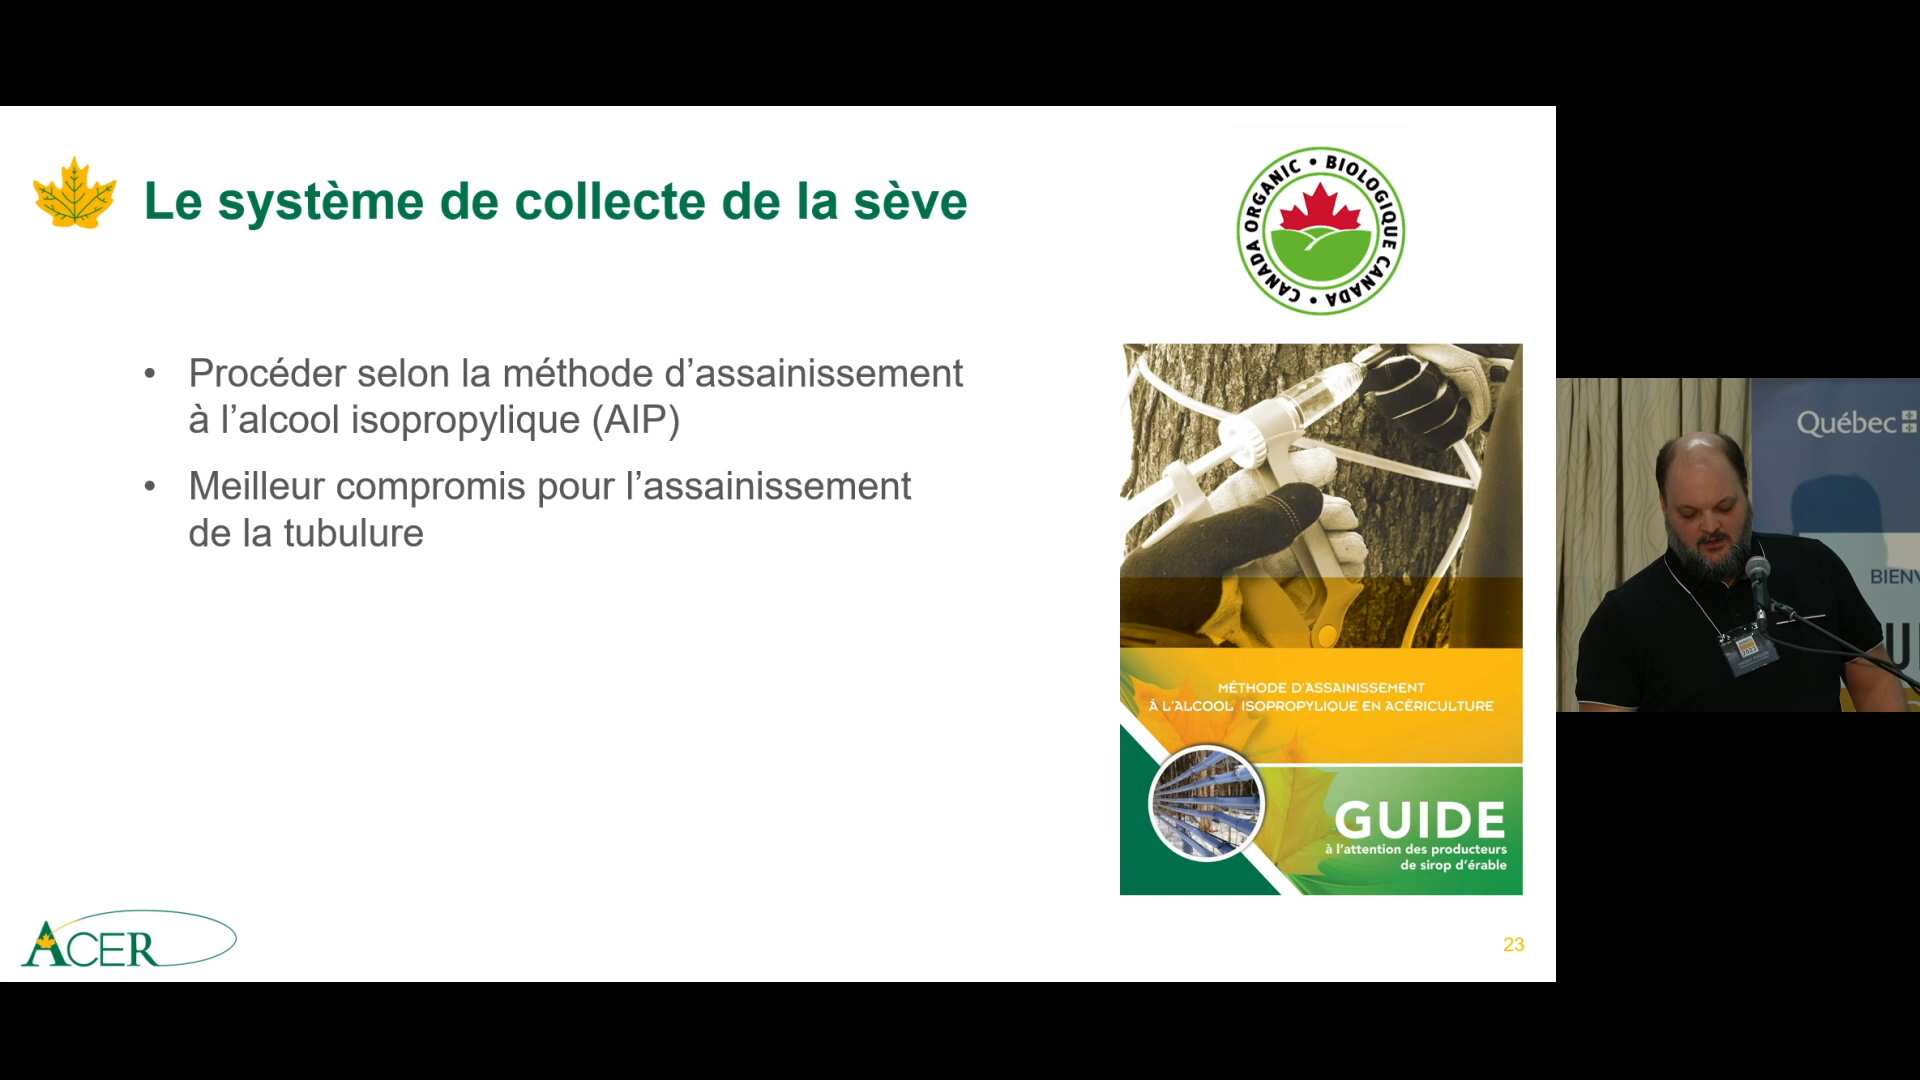 Le système de collecte de la sève
CANADA ORGANIC • BIOLOGIQUE CANADA •
• Procéder selon la méthode d’assainissement
à l’alcool isopropylique (AIP)
• Meilleur compromis pour l’assainissement
de la tubulure
MÉTHODE D’ASSAINISSEMENT
À L’ALCOOL ISOPROPYLIQUE EN ACÉRICULTURE
GUIDE
à l’attention des producteurs
de sirop d’érable
ACER
23
Québec
BIENV